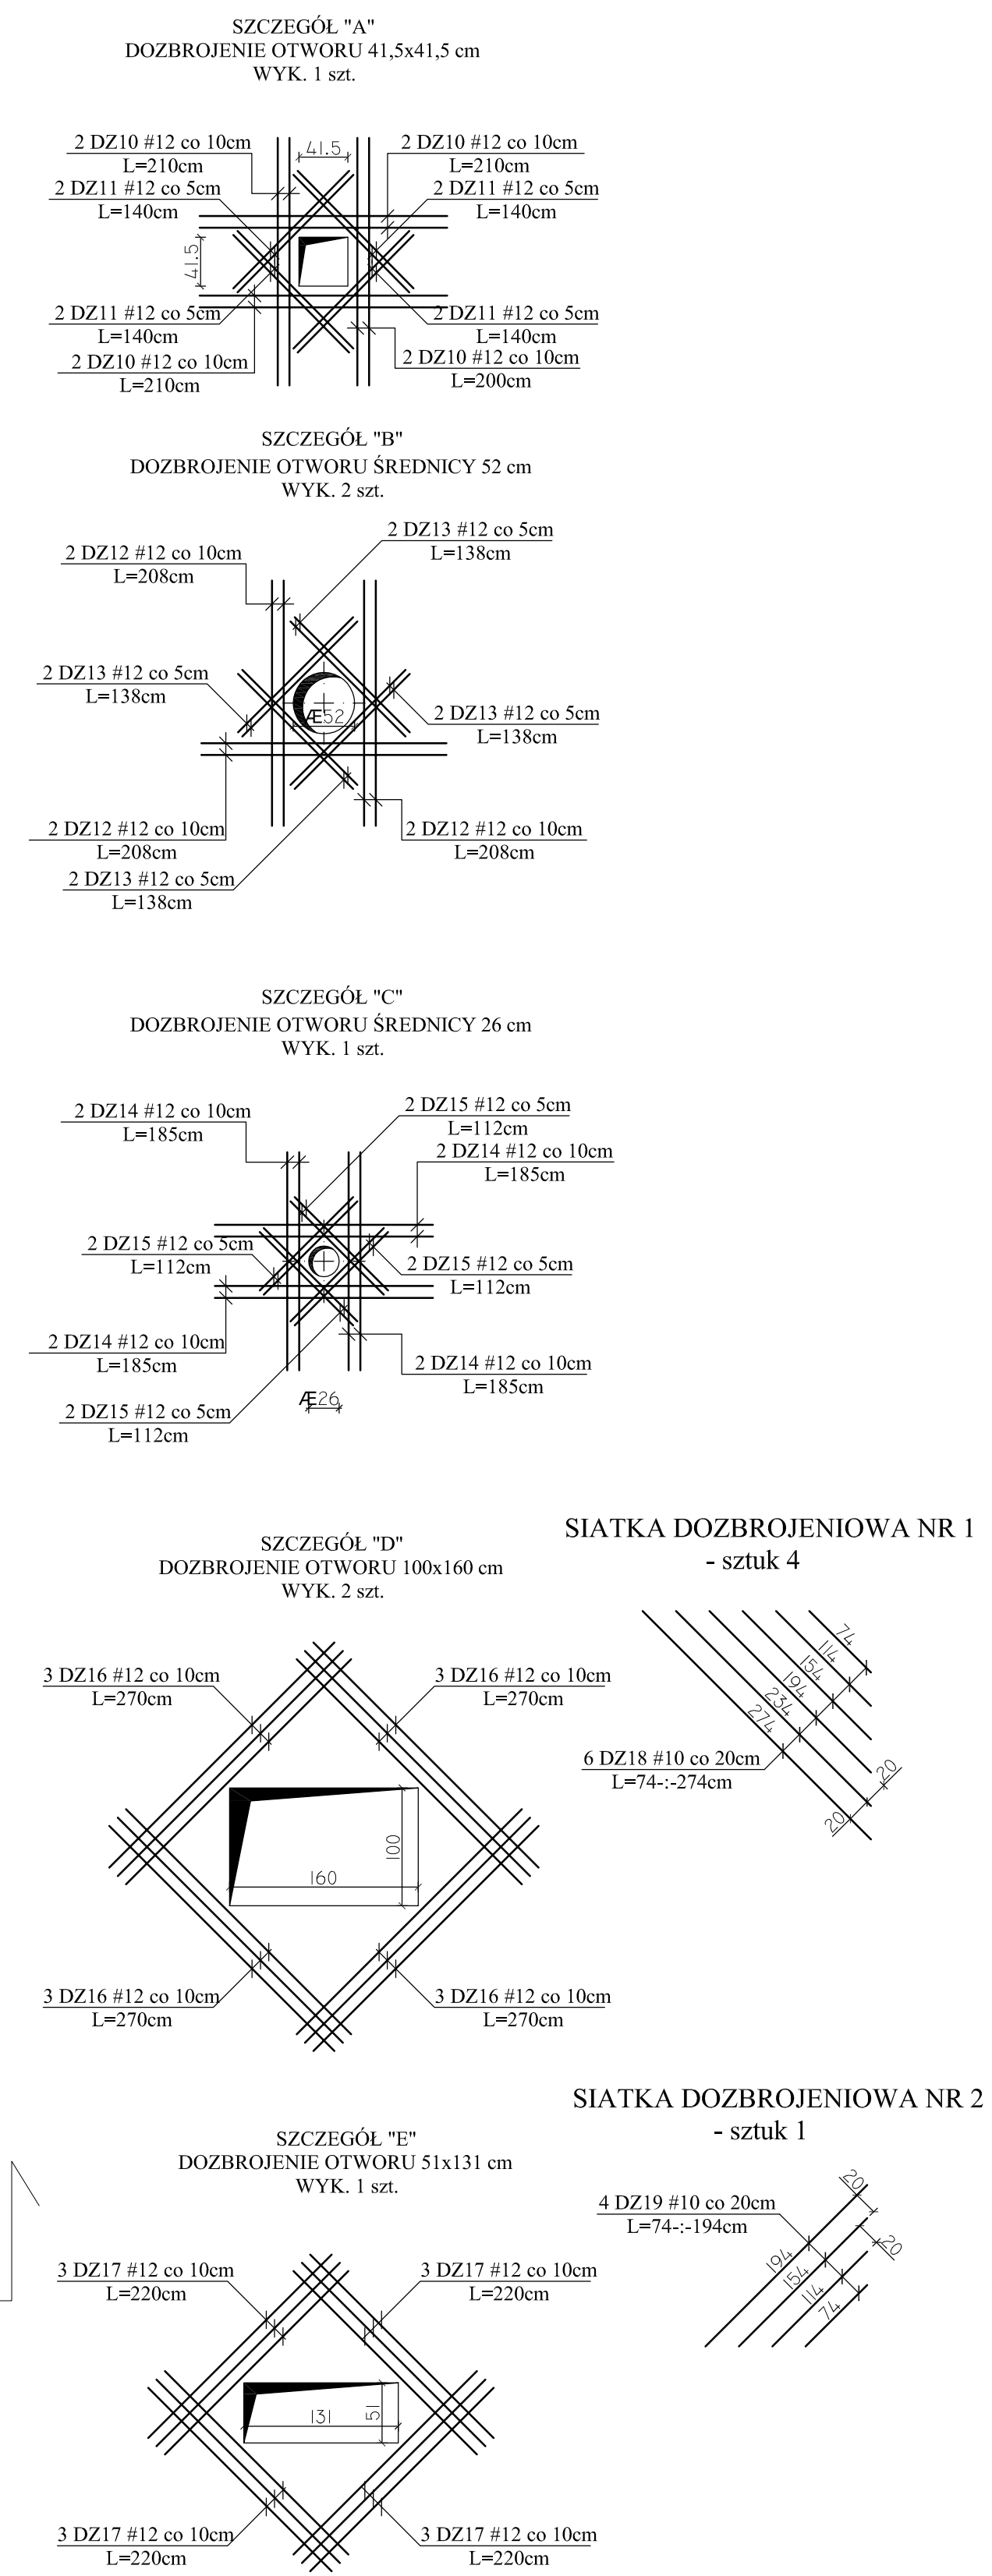 SZCZEGÓŁ "A"
DOZBROJENIE OTWORU 41,5x41,5 cm
WYK. 1 szt.
2 DZ10 #12 co 10cm
L=210cm
41.5
2 DZ10 #12 co 10cm
L=210cm
2 DZ11 #12 co 5cm
L=140cm
2 DZ11 #12 co 5cm
L=140cm
41.5
2 DZ11 #12 co 5cm
L=140cm
2 DZ11 #12 co 5cm
L=140cm
2 DZ10 #12 co 10cm
L=210cm
2 DZ10 #12 co 10cm
L=200cm
SZCZEGÓŁ "B"
DOZBROJENIE OTWORU ŚREDNICY 52 cm
WYK. 2 szt.
2 DZ13 #12 co 5cm
L=138cm
2 DZ12 #12 co 10cm
L=208cm
2 DZ13 #12 co 5cm
L=138cm
Æ52
2 DZ13 #12 co 5cm
L=138cm
2 DZ12 #12 co 10cm
L=208cm
2 DZ12 #12 co 10cm
L=208cm
2 DZ13 #12 co 5cm
L=138cm
SZCZEGÓŁ "C"
DOZBROJENIE OTWORU ŚREDNICY 26 cm
WYK. 1 szt.
2 DZ14 #12 co 10cm
L=185cm
2 DZ15 #12 co 5cm
L=112cm
2 DZ14 #12 co 10cm
L=185cm
2 DZ15 #12 co 5cm
L=112cm
2 DZ15 #12 co 5cm
L=112cm
2 DZ14 #12 co 10cm
L=185cm
2 DZ14 #12 co 10cm
L=185cm
Æ26
2 DZ15 #12 co 5cm
L=112cm
SZCZEGÓŁ "D"
DOZBROJENIE OTWORU 100x160 cm
WYK. 2 szt.
3 DZ16 #12 co 10cm
L=270cm
3 DZ16 #12 co 10cm
L=270cm
100
160
3 DZ16 #12 co 10cm
L=270cm
3 DZ16 #12 co 10cm
L=270cm
SIATKA DOZBROJENIOWA NR 1
- sztuk 4
74
114
154
194
234
274
6 DZ18 #10 co 20cm
L=74-:-274cm
20
20
SZCZEGÓŁ "E"
DOZBROJENIE OTWORU 51x131 cm
WYK. 1 szt.
3 DZ17 #12 co 10cm
L=220cm
3 DZ17 #12 co 10cm
L=220cm
131
51
3 DZ17 #12 co 10cm
L=220cm
3 DZ17 #12 co 10cm
L=220cm
SIATKA DOZBROJENIOWA NR 2
- sztuk 1
20
4 DZ19 #10 co 20cm
L=74-:-194cm
20
194
154
114
74